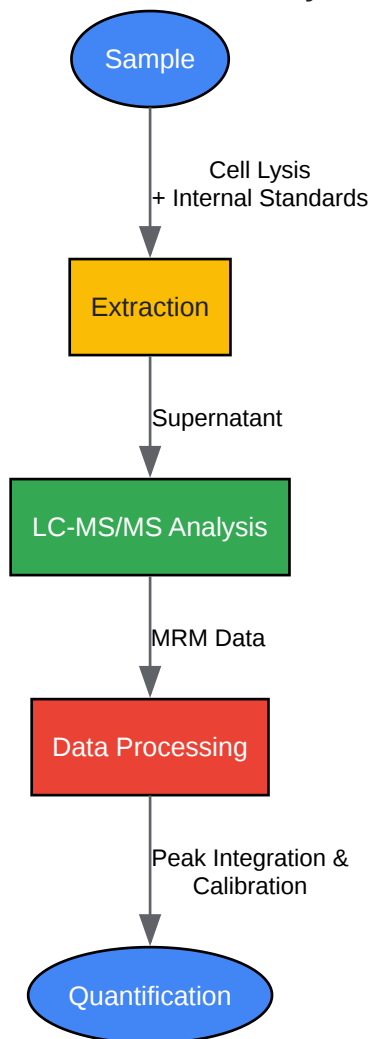 Sample
Cell Lysis
+ Internal Standards
Extraction
Supernatant
LC-MS/MS Analysis
MRM Data
Data Processing
Peak Integration &
Calibration
Quantification